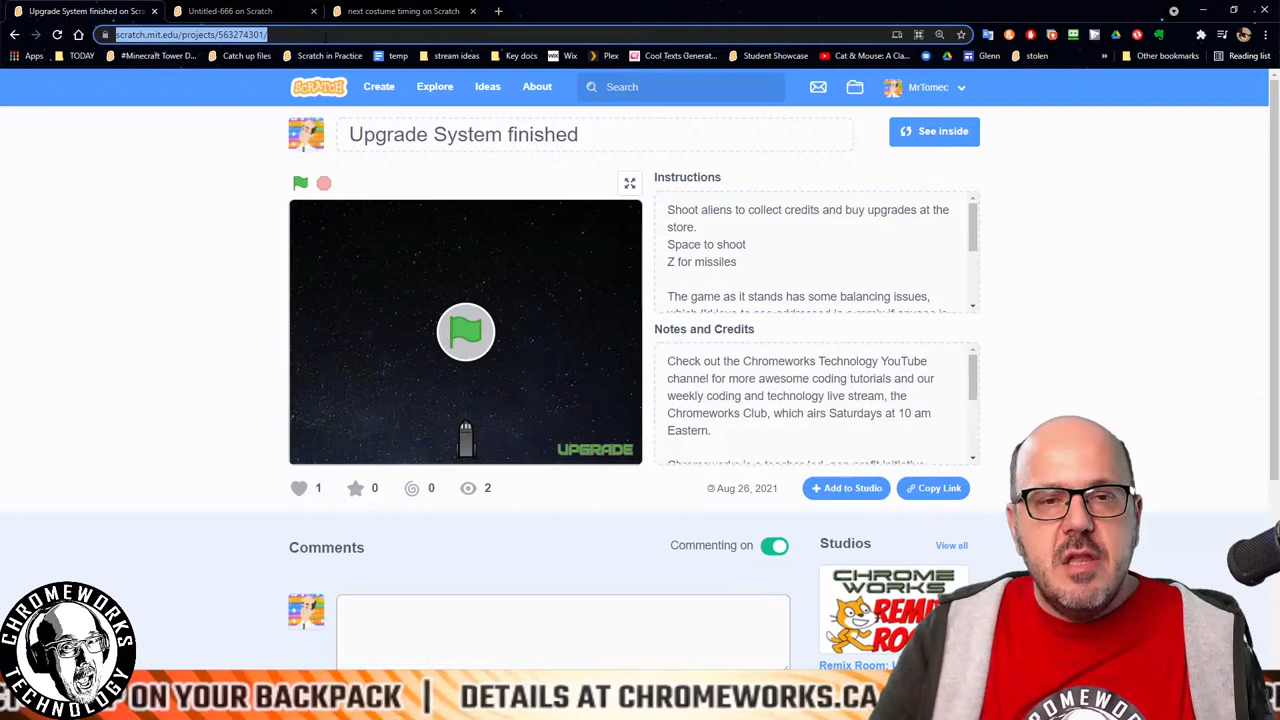 Upgrade System finished on Scra
Untitled-666 on Scratch
next costume timing on Scratch
scratch.mit.edu/projects/563274301/
Apps
TODAY
#Minecraft Tower D...
Catch up files
Scratch in Practice
temp
stream ideas
Key docs
Wix
Plex
Cool Texts Generat...
Student Showcase
Cat & Mouse: A Cla...
Glenn
stolen
Other bookmarks
Reading list
SCRATCH
Create
Explore
Ideas
About
Search
MrTomec
Upgrade System finished
See inside
Instructions
Shoot aliens to collect credits and buy upgrades at the
store.
Space to shoot
Z for missiles
The game as it stands has some balancing issues,
UPGRADE
Notes and Credits
Check out the Chromeworks Technology YouTube
channel for more awesome coding tutorials and our
weekly coding and technology live stream, the
Chromeworks Club, which airs Saturdays at 10 am
Eastern.
1
0
0
2
Aug 26, 2021
Add to Studio
Copy Link
Comments
Commenting on
Studios
View all
CHROME
WORKS
Remix Room:
CHROMEWORKS
TECHNOLOGY
ON YOUR BACKPACK | DETAILS AT CHROMEWORKS.CA